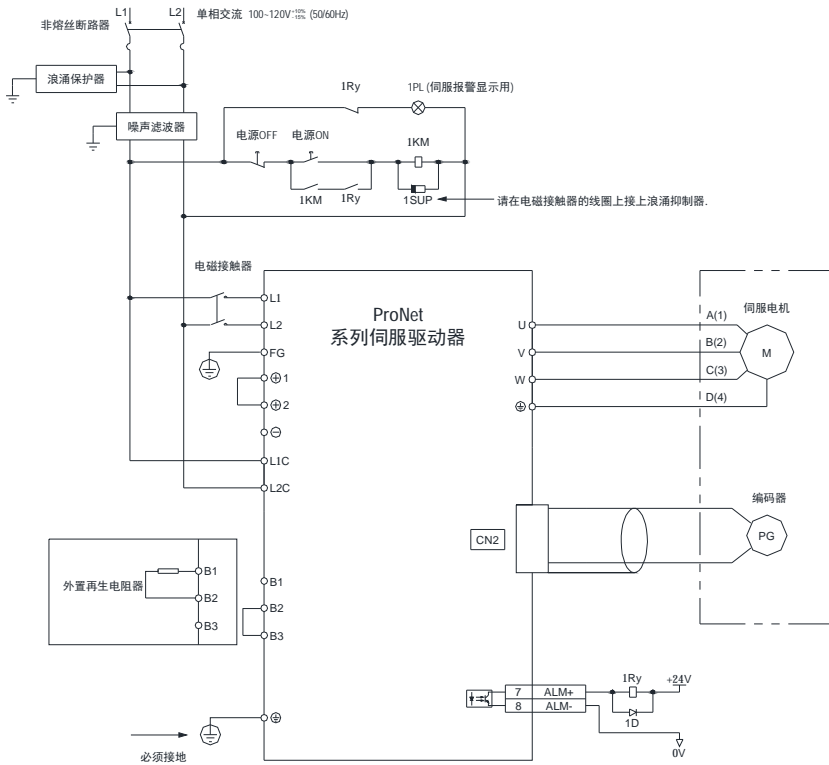 L1 L2 单相交流 100~120V +10% -15% (50/60Hz)
非熔丝断路器
浪涌保护器
1Ry 1PL (伺服报警显示用)
噪声滤波器
电源OFF 电源ON
1KM
1KM 1Ry 1SUP
请在电磁接触器的线圈上接上浪涌抑制器.
电磁接触器
L1
L2
FG
1
2
L1C
L2C
ProNet
系列伺服驱动器
U
V
W
A(1)
B(2)
C(3)
D(4)
伺服电机
M
CN2
编码器
PG
外置再生电阻器
B1
B2
B3
B1
B2
B3
7 ALM+
8 ALM-
1Ry
+24V
1D
0V
必须接地